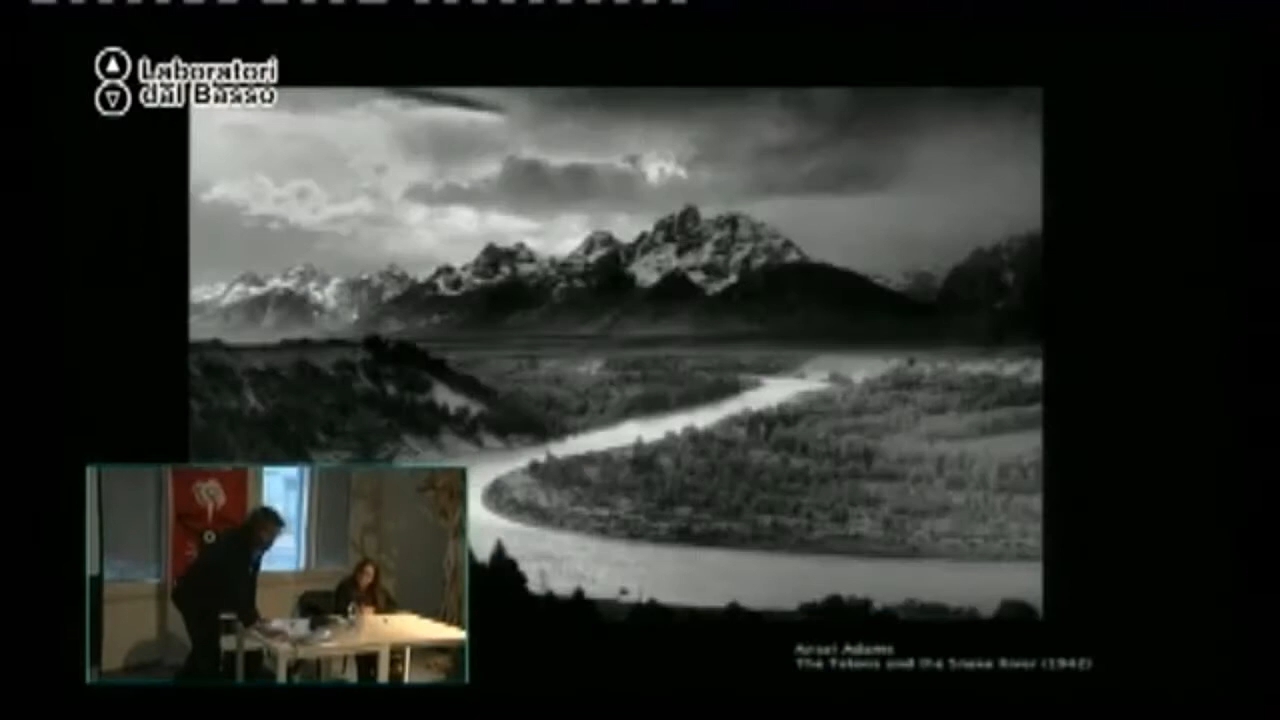 Laboratori
dal Basso
Ansel Adams
The Tetons and the Snake River (1942)